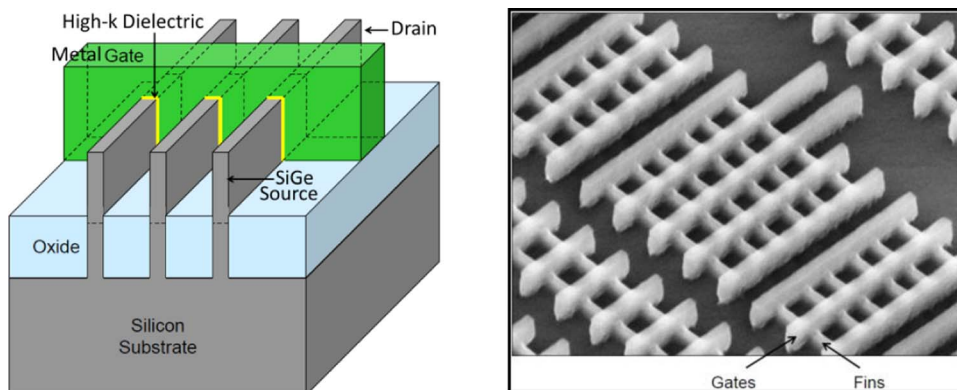 High-k Dielectric
Drain
Metal Gate
SiGe
Source
Oxide
Silicon
Substrate
Gates
Fins